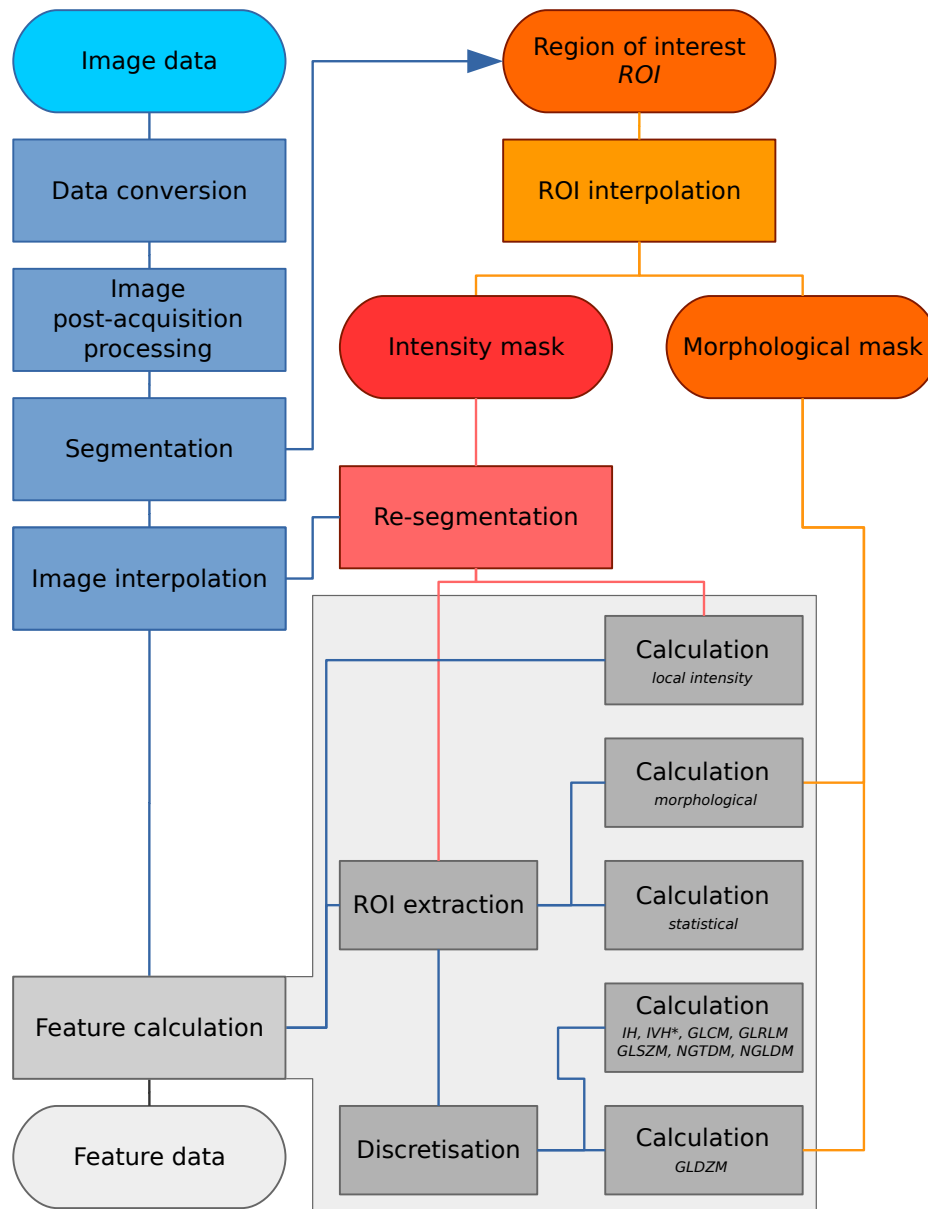 Image data
Region of interest
ROI
Data conversion
ROI interpolation
Image
post-acquisition
processing
Intensity mask
Morphological mask
Segmentation
Re-segmentation
Image interpolation
Calculation
local intensity
Calculation
morphological
ROI extraction
Calculation
statistical
Feature calculation
Calculation
IH, IVH*, GLCM, GLRLM
GLSZM, NGTDM, NGLDM
Feature data
Discretisation
Calculation
GLDZM